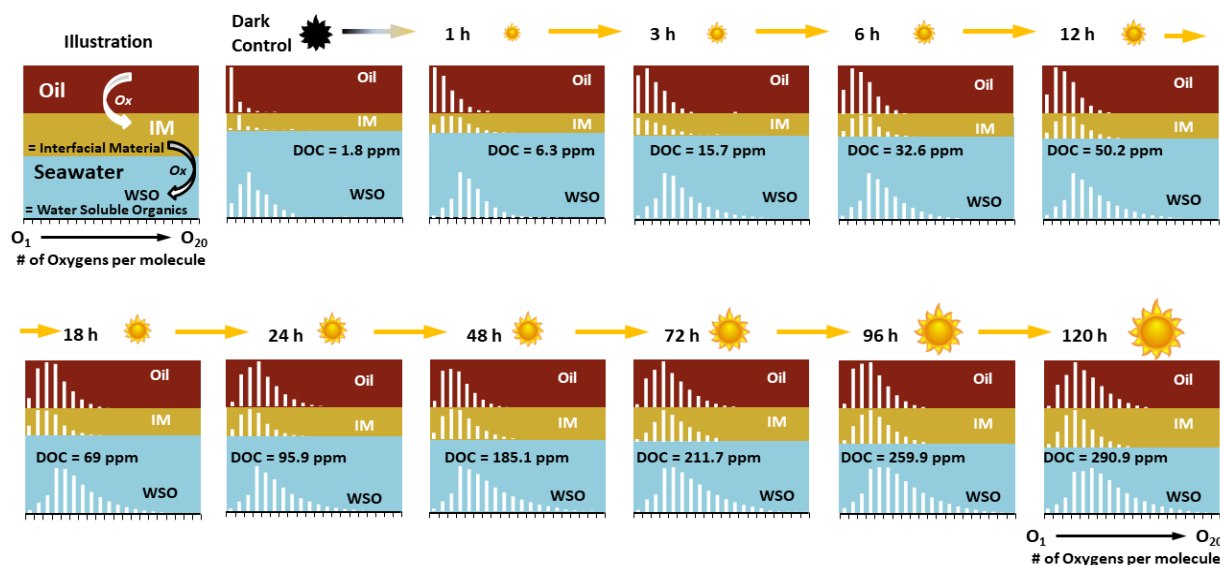 Illustration
Oil
Ox
IM
= Interfacial Material
Ox
Seawater
WSO
= Water Soluble Organics
O₁ O₂₀
# of Oxygens per molecule
Dark
Control
Oil
IM
DOC = 1.8 ppm
WSO
1 h
Oil
IM
DOC = 6.3 ppm
WSO
3 h
Oil
IM
DOC = 15.7 ppm
WSO
6 h
Oil
IM
DOC = 32.6 ppm
WSO
12 h
Oil
IM
DOC = 50.2 ppm
WSO
18 h
Oil
IM
DOC = 69 ppm
WSO
24 h
Oil
IM
DOC = 95.9 ppm
WSO
48 h
Oil
IM
DOC = 185.1 ppm
WSO
72 h
Oil
IM
DOC = 211.7 ppm
WSO
96 h
Oil
IM
DOC = 259.9 ppm
WSO
120 h
Oil
IM
DOC = 290.9 ppm
WSO
O₁ O₂₀
# of Oxygens per molecule